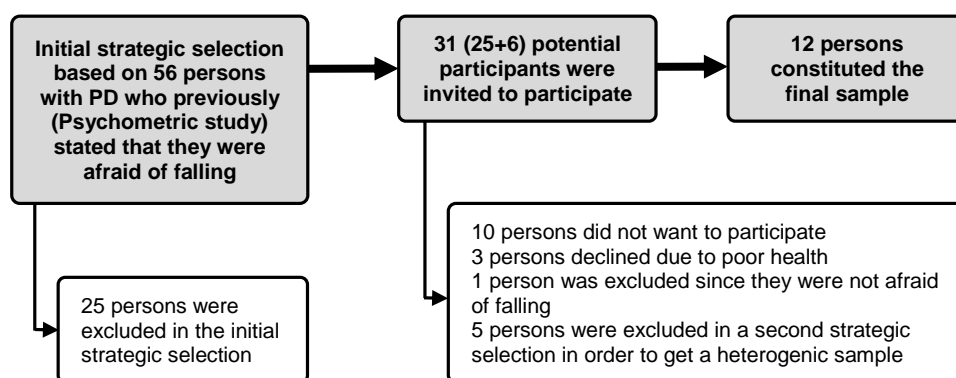 Initial strategic selection
based on 56 persons
with PD who previously
(Psychometric study)
stated that they were
afraid of falling
31 (25+6) potential
participants were
invited to participate
12 persons
constituted the
final sample
25 persons were
excluded in the initial
strategic selection
10 persons did not want to participate
3 persons declined due to poor health
1 person was excluded since they were not afraid
of falling
5 persons were excluded in a second strategic
selection in order to get a heterogenic sample